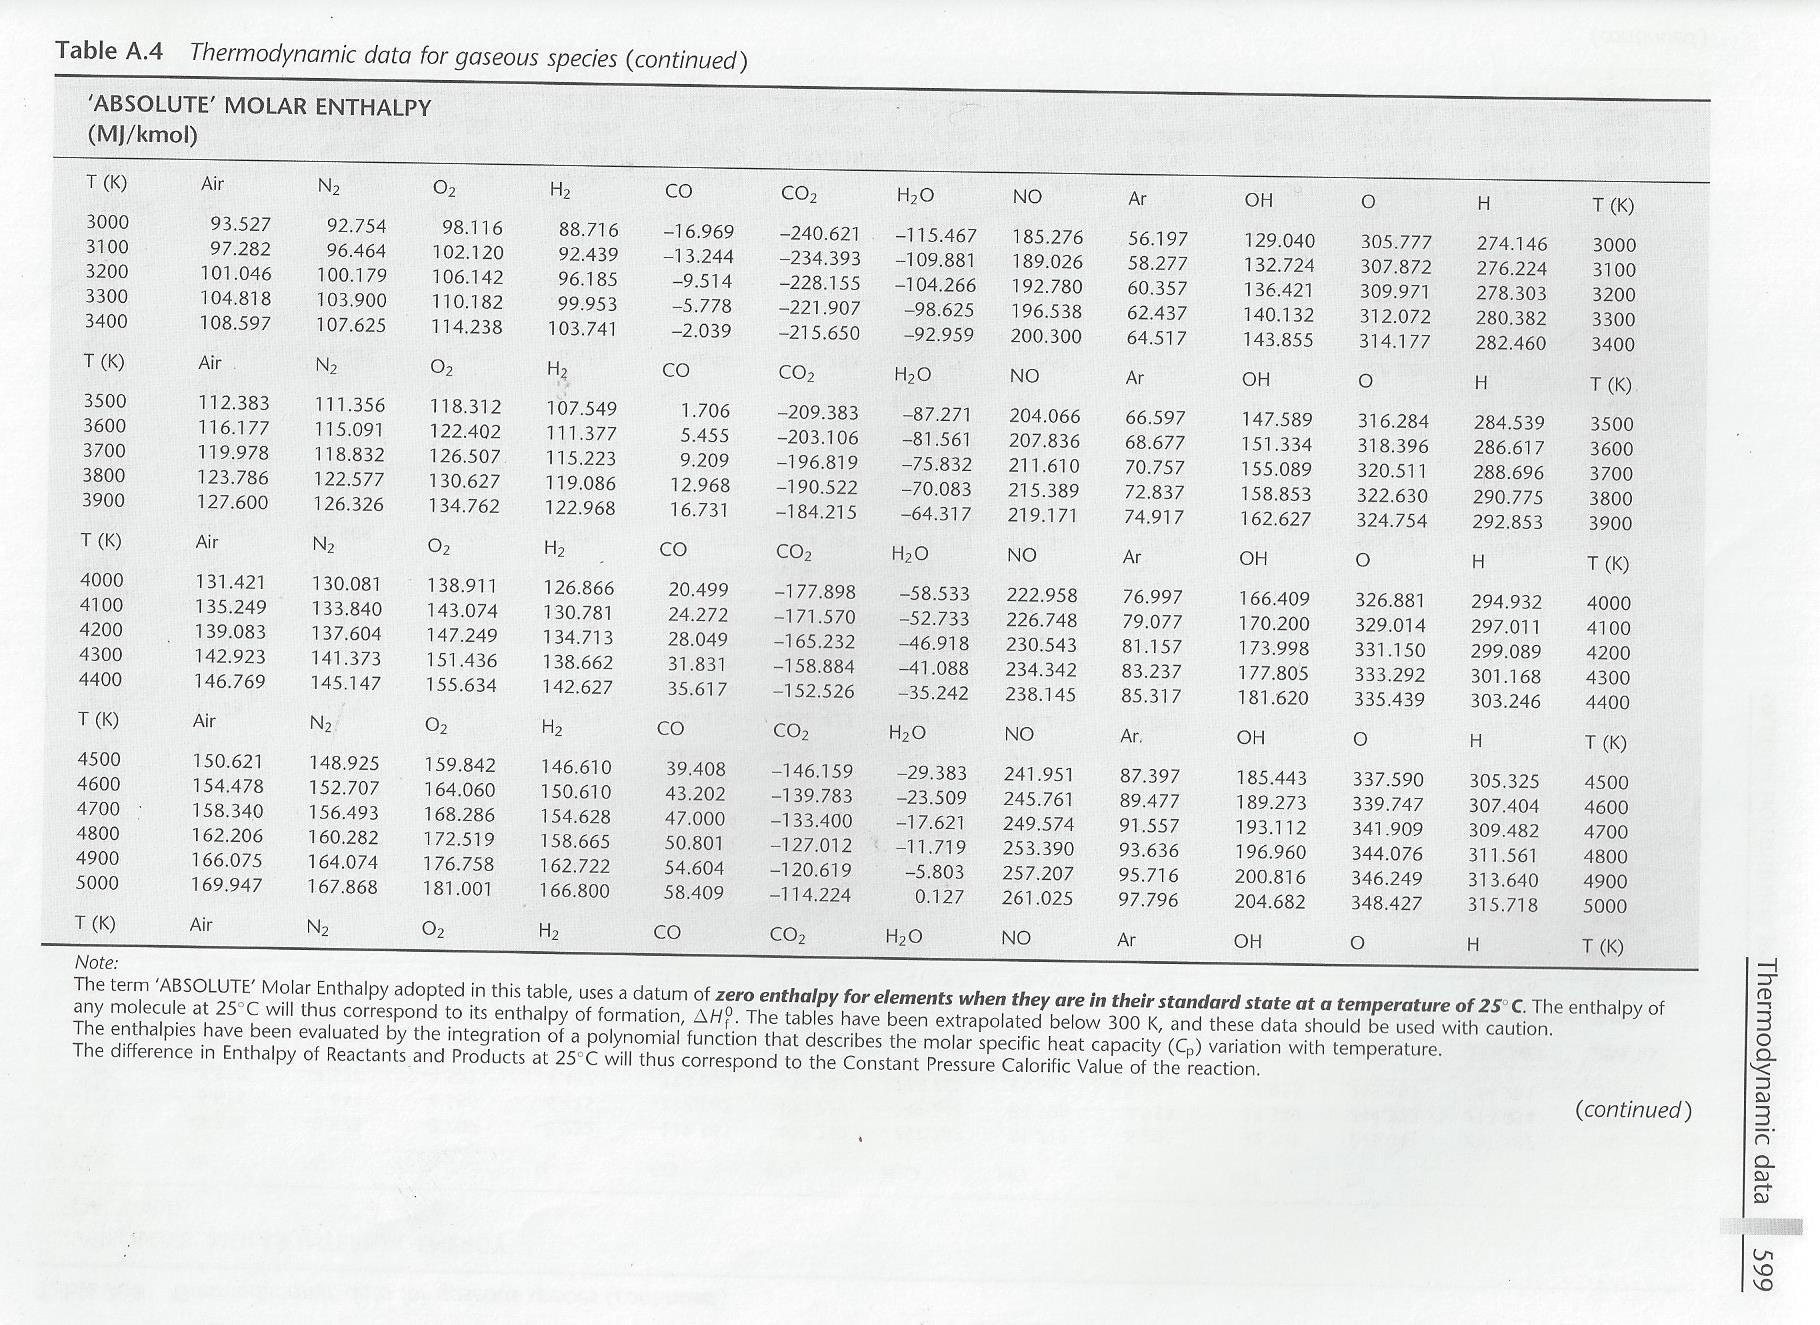 Table A.4 Thermodynamic data for gaseous species (continued)
'ABSOLUTE' MOLAR ENTHALPY
(MJ/kmol)
T (K) Air N₂ O₂ H₂ CO CO₂ H₂O NO Ar OH O H T (K)
3000 93.527 92.754 98.116 88.716 −16.969 −240.621 −115.467 185.276 56.197 129.040 305.777 274.146 3000
3100 97.282 96.464 102.120 92.439 −13.244 −234.393 −109.881 189.026 58.277 132.724 307.872 276.224 3100
3200 101.046 100.179 106.142 96.185 −9.514 −228.155 −104.266 192.780 60.357 136.421 309.971 278.303 3200
3300 104.818 103.900 110.182 99.953 −5.778 −221.907 −98.625 196.538 62.437 140.132 312.072 280.382 3300
3400 108.597 107.625 114.238 103.741 −2.039 −215.650 −92.959 200.300 64.517 143.855 314.177 282.460 3400
T (K) Air N₂ O₂ H₂ CO CO₂ H₂O NO Ar OH O H T (K)
3500 112.383 111.356 118.312 107.549 1.706 −209.383 −87.271 204.066 66.597 147.589 316.284 284.539 3500
3600 116.177 115.091 122.402 111.377 5.455 −203.106 −81.561 207.836 68.677 151.334 318.396 286.617 3600
3700 119.978 118.832 126.507 115.223 9.209 −196.819 −75.832 211.610 70.757 155.089 320.511 288.696 3700
3800 123.786 122.577 130.627 119.086 12.968 −190.522 −70.083 215.389 72.837 158.853 322.630 290.775 3800
3900 127.600 126.326 134.762 122.968 16.731 −184.215 −64.317 219.171 74.917 162.627 324.754 292.853 3900
T (K) Air N₂ O₂ H₂ CO CO₂ H₂O NO Ar OH O H T (K)
4000 131.421 130.081 138.911 126.866 20.499 −177.898 −58.533 222.958 76.997 166.409 326.881 294.932 4000
4100 135.249 133.840 143.074 130.781 24.272 −171.570 −52.733 226.748 79.077 170.200 329.014 297.011 4100
4200 139.083 137.604 147.249 134.713 28.049 −165.232 −46.918 230.543 81.157 173.998 331.150 299.089 4200
4300 142.923 141.373 151.436 138.662 31.831 −158.884 −41.088 234.342 83.237 177.805 333.292 301.168 4300
4400 146.769 145.147 155.634 142.627 35.617 −152.526 −35.242 238.145 85.317 181.620 335.439 303.246 4400
T (K) Air N₂ O₂ H₂ CO CO₂ H₂O NO Ar. OH O H T (K)
4500 150.621 148.925 159.842 146.610 39.408 −146.159 −29.383 241.951 87.397 185.443 337.590 305.325 4500
4600 154.478 152.707 164.060 150.610 43.202 −139.783 −23.509 245.761 89.477 189.273 339.747 307.404 4600
4700 158.340 156.493 168.286 154.628 47.000 −133.400 −17.621 249.574 91.557 193.112 341.909 309.482 4700
4800 162.206 160.282 172.519 158.665 50.801 −127.012 −11.719 253.390 93.636 196.960 344.076 311.561 4800
4900 166.075 164.074 176.758 162.722 54.604 −120.619 −5.803 257.207 95.716 200.816 346.249 313.640 4900
5000 169.947 167.868 181.001 166.800 58.409 −114.224 0.127 261.025 97.796 204.682 348.427 315.718 5000
T (K) Air N₂ O₂ H₂ CO CO₂ H₂O NO Ar OH O H T (K)
Note:
The term 'ABSOLUTE' Molar Enthalpy adopted in this table, uses a datum of zero enthalpy for elements when they are in their standard state at a temperature of 25°C. The enthalpy of
any molecule at 25°C will thus correspond to its enthalpy of formation, ΔH°f. The tables have been extrapolated below 300 K, and these data should be used with caution.
The enthalpies have been evaluated by the integration of a polynomial function that describes the molar specific heat capacity (Cₚ) variation with temperature.
The difference in Enthalpy of Reactants and Products at 25°C will thus correspond to the Constant Pressure Calorific Value of the reaction.
(continued)
Thermodynamic data
599